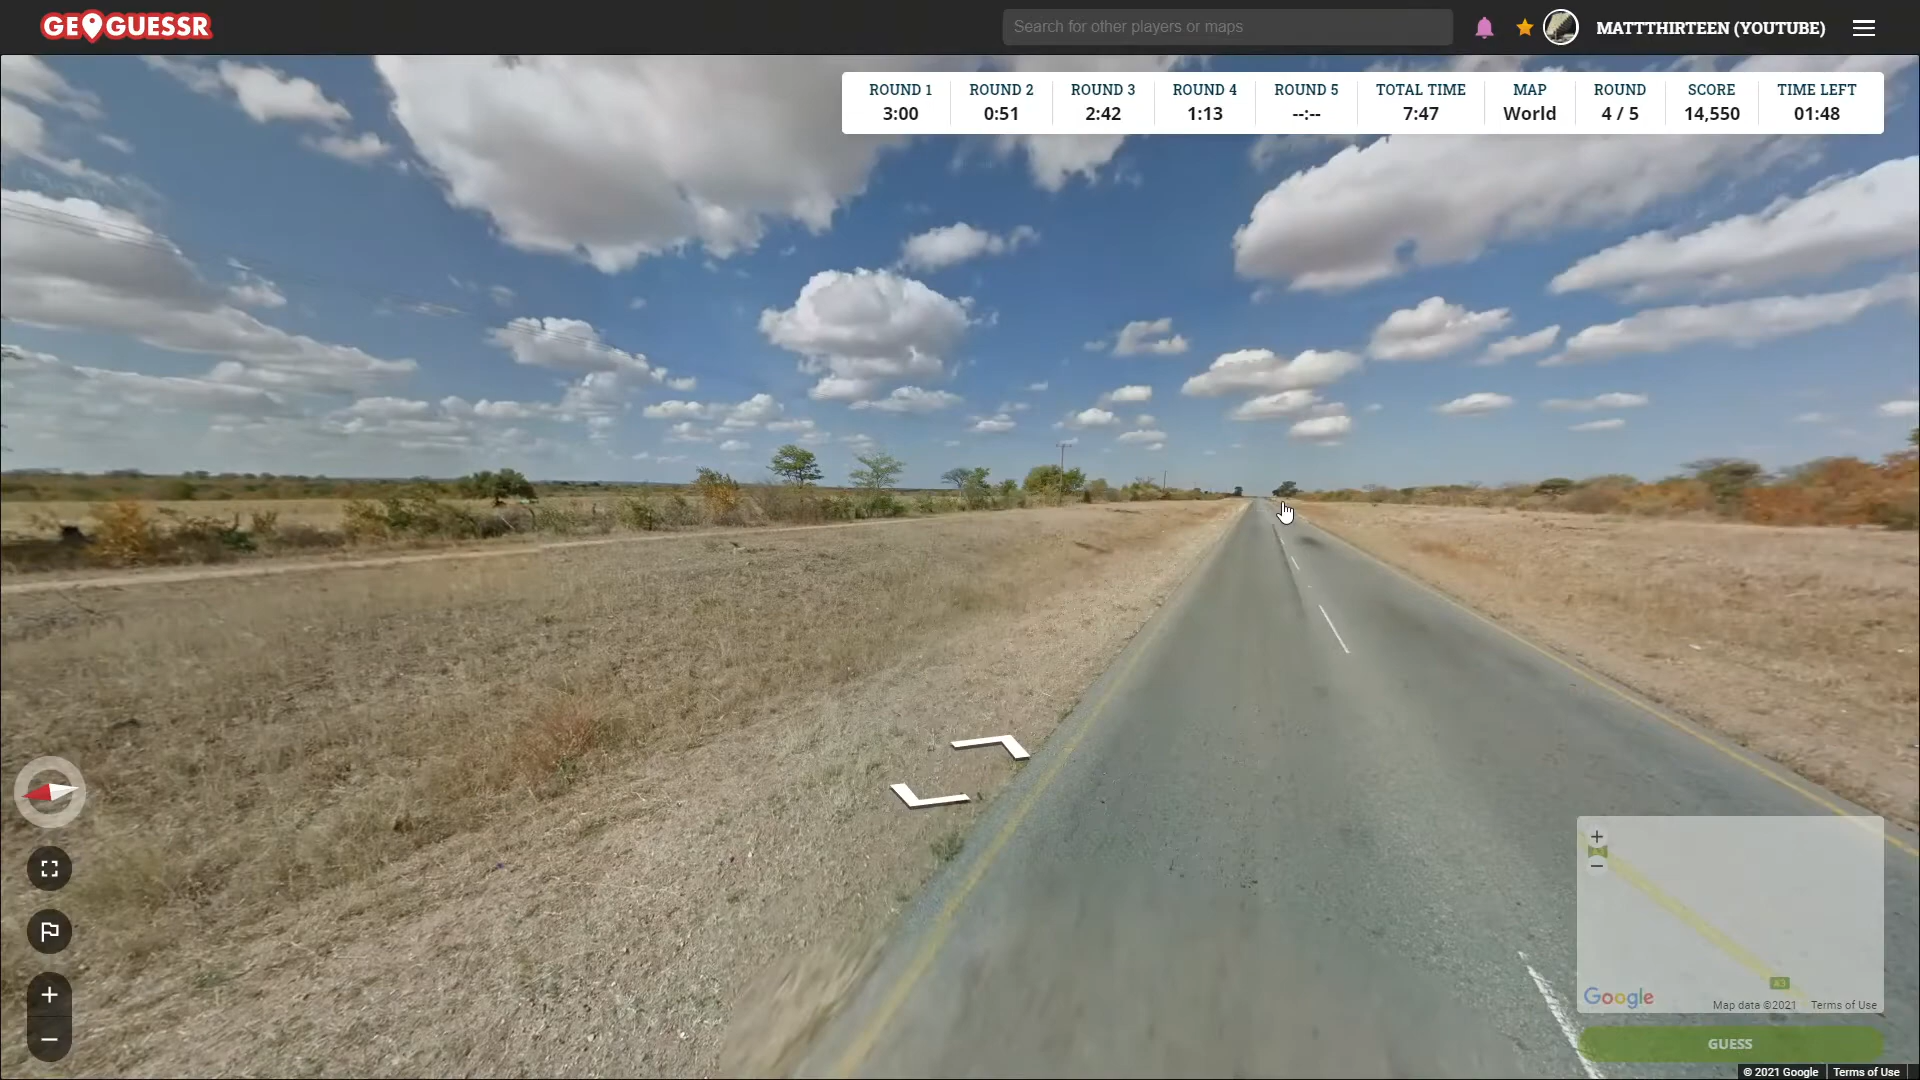 GEOGUESSR
Search for other players or maps
MATTTHIRTEEN (YOUTUBE)
ROUND 1 ROUND 2 ROUND 3 ROUND 4 ROUND 5 TOTAL TIME MAP ROUND SCORE TIME LEFT
3:00 0:51 2:42 1:13 --:-- 7:47 World 4 / 5 14,550 01:48
A3
Google
Map data ©2021 Terms of Use
GUESS
© 2021 Google Terms of Use